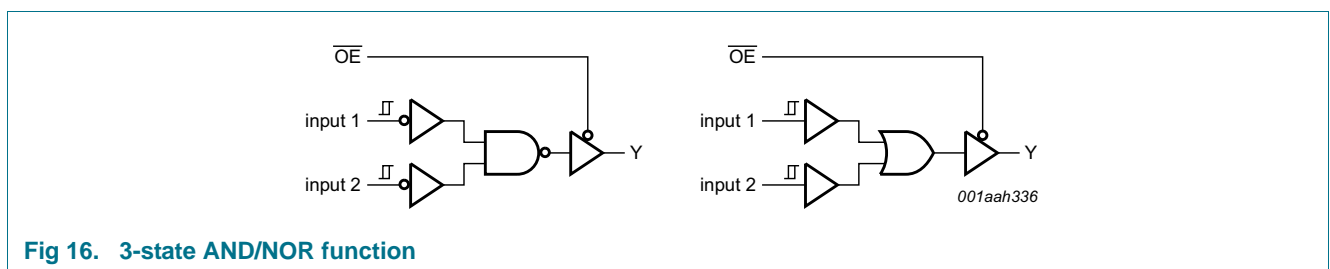 OE OE
input 1 input 1
Y Y
input 2 input 2
001aah336
Fig 16. 3-state AND/NOR function